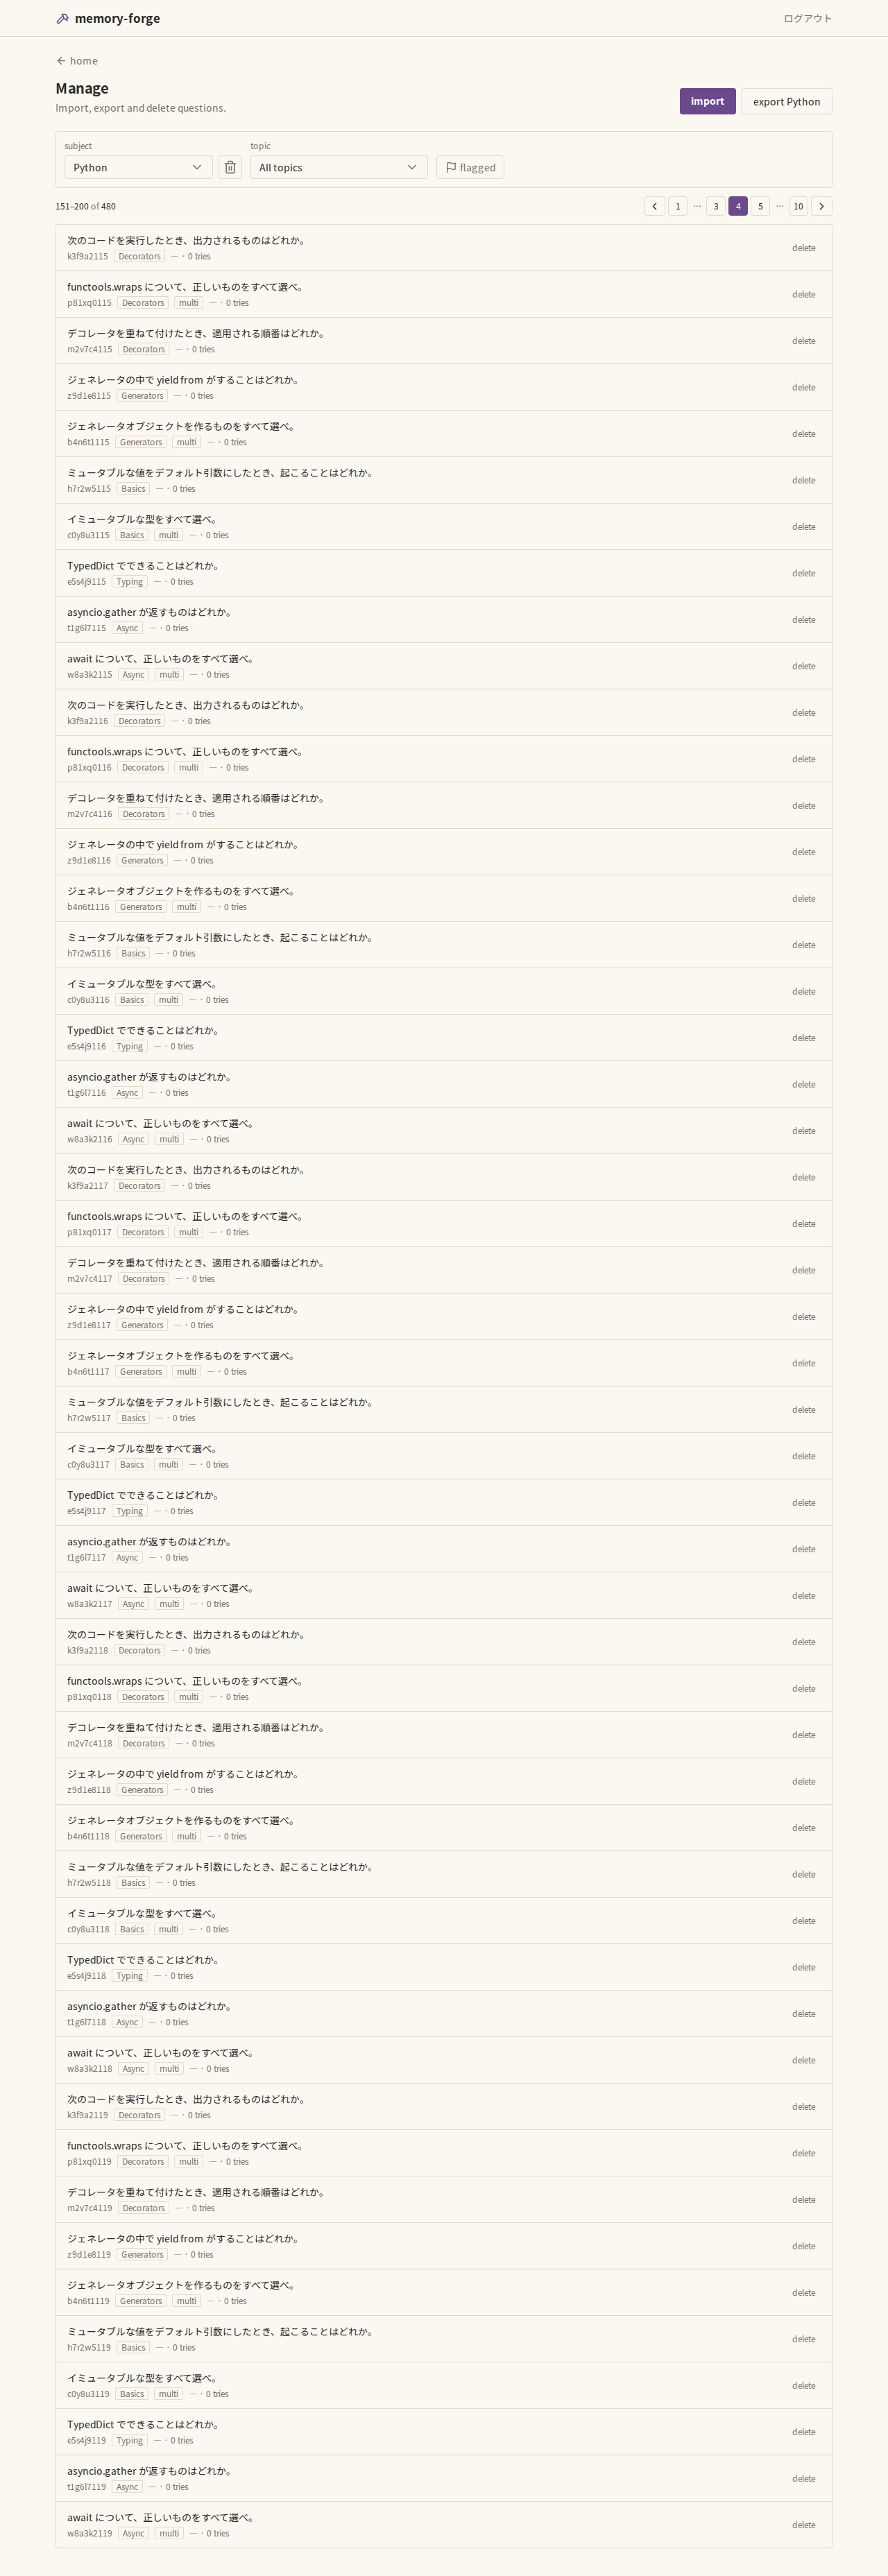 memory-forge
ログアウト
← home
Manage
Import, export and delete questions.
import
export Python
subject
topic
Python
All topics
flagged
151–200 of 480
1 … 3 4 5 … 10
次のコードを実行したとき、出力されるものはどれか。
delete
k3f9a2115 Decorators — · 0 tries
functools.wraps について、正しいものをすべて選べ。
delete
p81xq0115 Decorators multi — · 0 tries
デコレータを重ねて付けたとき、適用される順番はどれか。
delete
m2v7c4115 Decorators — · 0 tries
ジェネレータの中で yield from がすることはどれか。
delete
z9d1e8115 Generators — · 0 tries
ジェネレータオブジェクトを作るものをすべて選べ。
delete
b4n6t1115 Generators multi — · 0 tries
ミュータブルな値をデフォルト引数にしたとき、起こることはどれか。
delete
h7r2w5115 Basics — · 0 tries
イミュータブルな型をすべて選べ。
delete
c0y8u3115 Basics multi — · 0 tries
TypedDict でできることはどれか。
delete
e5s4j9115 Typing — · 0 tries
asyncio.gather が返すものはどれか。
delete
t1g6l7115 Async — · 0 tries
await について、正しいものをすべて選べ。
delete
w8a3k2115 Async multi — · 0 tries
次のコードを実行したとき、出力されるものはどれか。
delete
k3f9a2116 Decorators — · 0 tries
functools.wraps について、正しいものをすべて選べ。
delete
p81xq0116 Decorators multi — · 0 tries
デコレータを重ねて付けたとき、適用される順番はどれか。
delete
m2v7c4116 Decorators — · 0 tries
ジェネレータの中で yield from がすることはどれか。
delete
z9d1e8116 Generators — · 0 tries
ジェネレータオブジェクトを作るものをすべて選べ。
delete
b4n6t1116 Generators multi — · 0 tries
ミュータブルな値をデフォルト引数にしたとき、起こることはどれか。
delete
h7r2w5116 Basics — · 0 tries
イミュータブルな型をすべて選べ。
delete
c0y8u3116 Basics multi — · 0 tries
TypedDict でできることはどれか。
delete
e5s4j9116 Typing — · 0 tries
asyncio.gather が返すものはどれか。
delete
t1g6l7116 Async — · 0 tries
await について、正しいものをすべて選べ。
delete
w8a3k2116 Async multi — · 0 tries
次のコードを実行したとき、出力されるものはどれか。
delete
k3f9a2117 Decorators — · 0 tries
functools.wraps について、正しいものをすべて選べ。
delete
p81xq0117 Decorators multi — · 0 tries
デコレータを重ねて付けたとき、適用される順番はどれか。
delete
m2v7c4117 Decorators — · 0 tries
ジェネレータの中で yield from がすることはどれか。
delete
z9d1e8117 Generators — · 0 tries
ジェネレータオブジェクトを作るものをすべて選べ。
delete
b4n6t1117 Generators multi — · 0 tries
ミュータブルな値をデフォルト引数にしたとき、起こることはどれか。
delete
h7r2w5117 Basics — · 0 tries
イミュータブルな型をすべて選べ。
delete
c0y8u3117 Basics multi — · 0 tries
TypedDict でできることはどれか。
delete
e5s4j9117 Typing — · 0 tries
asyncio.gather が返すものはどれか。
delete
t1g6l7117 Async — · 0 tries
await について、正しいものをすべて選べ。
delete
w8a3k2117 Async multi — · 0 tries
次のコードを実行したとき、出力されるものはどれか。
delete
k3f9a2118 Decorators — · 0 tries
functools.wraps について、正しいものをすべて選べ。
delete
p81xq0118 Decorators multi — · 0 tries
デコレータを重ねて付けたとき、適用される順番はどれか。
delete
m2v7c4118 Decorators — · 0 tries
ジェネレータの中で yield from がすることはどれか。
delete
z9d1e8118 Generators — · 0 tries
ジェネレータオブジェクトを作るものをすべて選べ。
delete
b4n6t1118 Generators multi — · 0 tries
ミュータブルな値をデフォルト引数にしたとき、起こることはどれか。
delete
h7r2w5118 Basics — · 0 tries
イミュータブルな型をすべて選べ。
delete
c0y8u3118 Basics multi — · 0 tries
TypedDict でできることはどれか。
delete
e5s4j9118 Typing — · 0 tries
asyncio.gather が返すものはどれか。
delete
t1g6l7118 Async — · 0 tries
await について、正しいものをすべて選べ。
delete
w8a3k2118 Async multi — · 0 tries
次のコードを実行したとき、出力されるものはどれか。
delete
k3f9a2119 Decorators — · 0 tries
functools.wraps について、正しいものをすべて選べ。
delete
p81xq0119 Decorators multi — · 0 tries
デコレータを重ねて付けたとき、適用される順番はどれか。
delete
m2v7c4119 Decorators — · 0 tries
ジェネレータの中で yield from がすることはどれか。
delete
z9d1e8119 Generators — · 0 tries
ジェネレータオブジェクトを作るものをすべて選べ。
delete
b4n6t1119 Generators multi — · 0 tries
ミュータブルな値をデフォルト引数にしたとき、起こることはどれか。
delete
h7r2w5119 Basics — · 0 tries
イミュータブルな型をすべて選べ。
delete
c0y8u3119 Basics multi — · 0 tries
TypedDict でできることはどれか。
delete
e5s4j9119 Typing — · 0 tries
asyncio.gather が返すものはどれか。
delete
t1g6l7119 Async — · 0 tries
await について、正しいものをすべて選べ。
delete
w8a3k2119 Async multi — · 0 tries